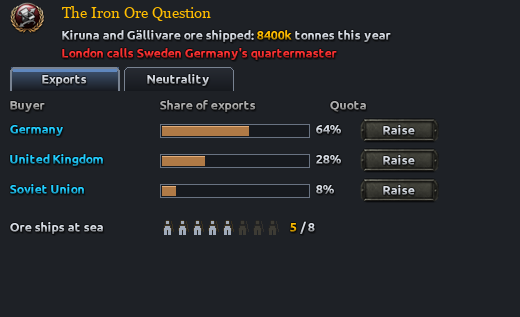 The Iron Ore Question
Kiruna and Gällivare ore shipped: 8400k tonnes this year
London calls Sweden Germany's quartermaster
Exports Neutrality
Buyer Share of exports Quota
Germany 64% Raise
United Kingdom 28% Raise
Soviet Union 8% Raise
Ore ships at sea 5 / 8